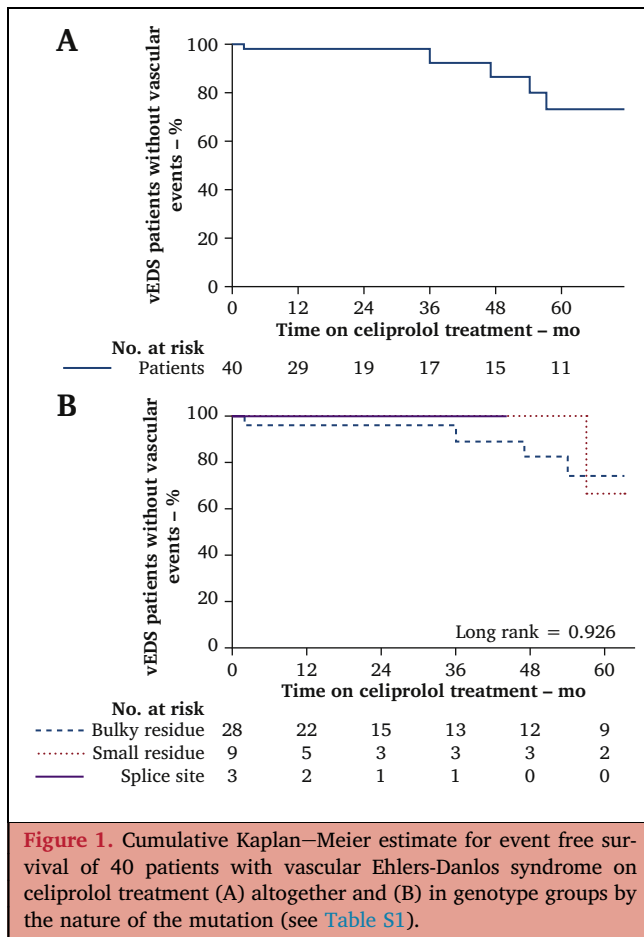 A
vEDS patients without vascular
events – %
100
80
60
40
20
0
0 12 24 36 48 60
Time on celiprolol treatment – mo
No. at risk
Patients 40 29 19 17 15 11
B
vEDS patients without vascular
events – %
100
80
60
40
20
0
Long rank = 0.926
0 12 24 36 48 60
Time on celiprolol treatment – mo
No. at risk
Bulky residue 28 22 15 13 12 9
Small residue 9 5 3 3 3 2
Splice site 3 2 1 1 0 0
Figure 1. Cumulative Kaplan–Meier estimate for event free sur-
vival of 40 patients with vascular Ehlers-Danlos syndrome on
celiprolol treatment (A) altogether and (B) in genotype groups by
the nature of the mutation (see Table S1).